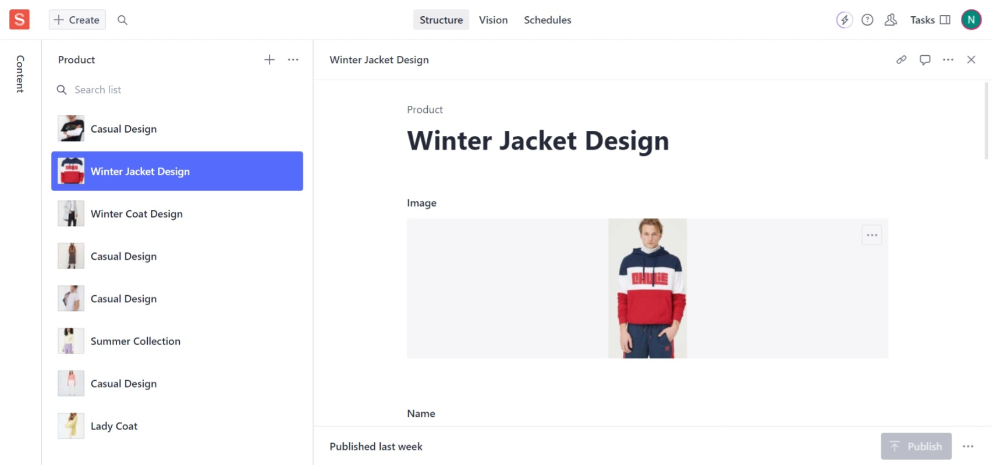 S
Create
Structure
Vision
Schedules
Tasks
N
Content
Product
Search list
Casual Design
Winter Jacket Design
Winter Coat Design
Casual Design
Casual Design
Summer Collection
Casual Design
Lady Coat
Winter Jacket Design
Product
Winter Jacket Design
Image
Name
Published last week
Publish